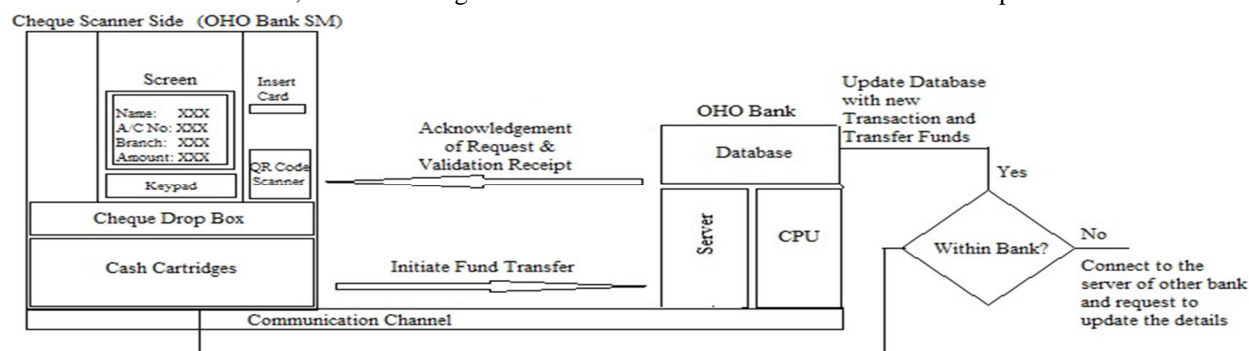 Cheque Scanner Side (OHO Bank SM)
Screen
Name: XXX
A/C No: XXX
Branch: XXX
Amount: XXX
Keypad
Insert
Card
QR Code
Scanner
Cheque Drop Box
Cash Cartridges
Communication Channel
Acknowledgement
of Request &
Validation Receipt
Initiate Fund Transfer
OHO Bank
Database
Server
CPU
Update Database
with new
Transaction and
Transfer Funds
Yes
Within Bank?
No
Connect to the
server of other bank
and request to
update the details